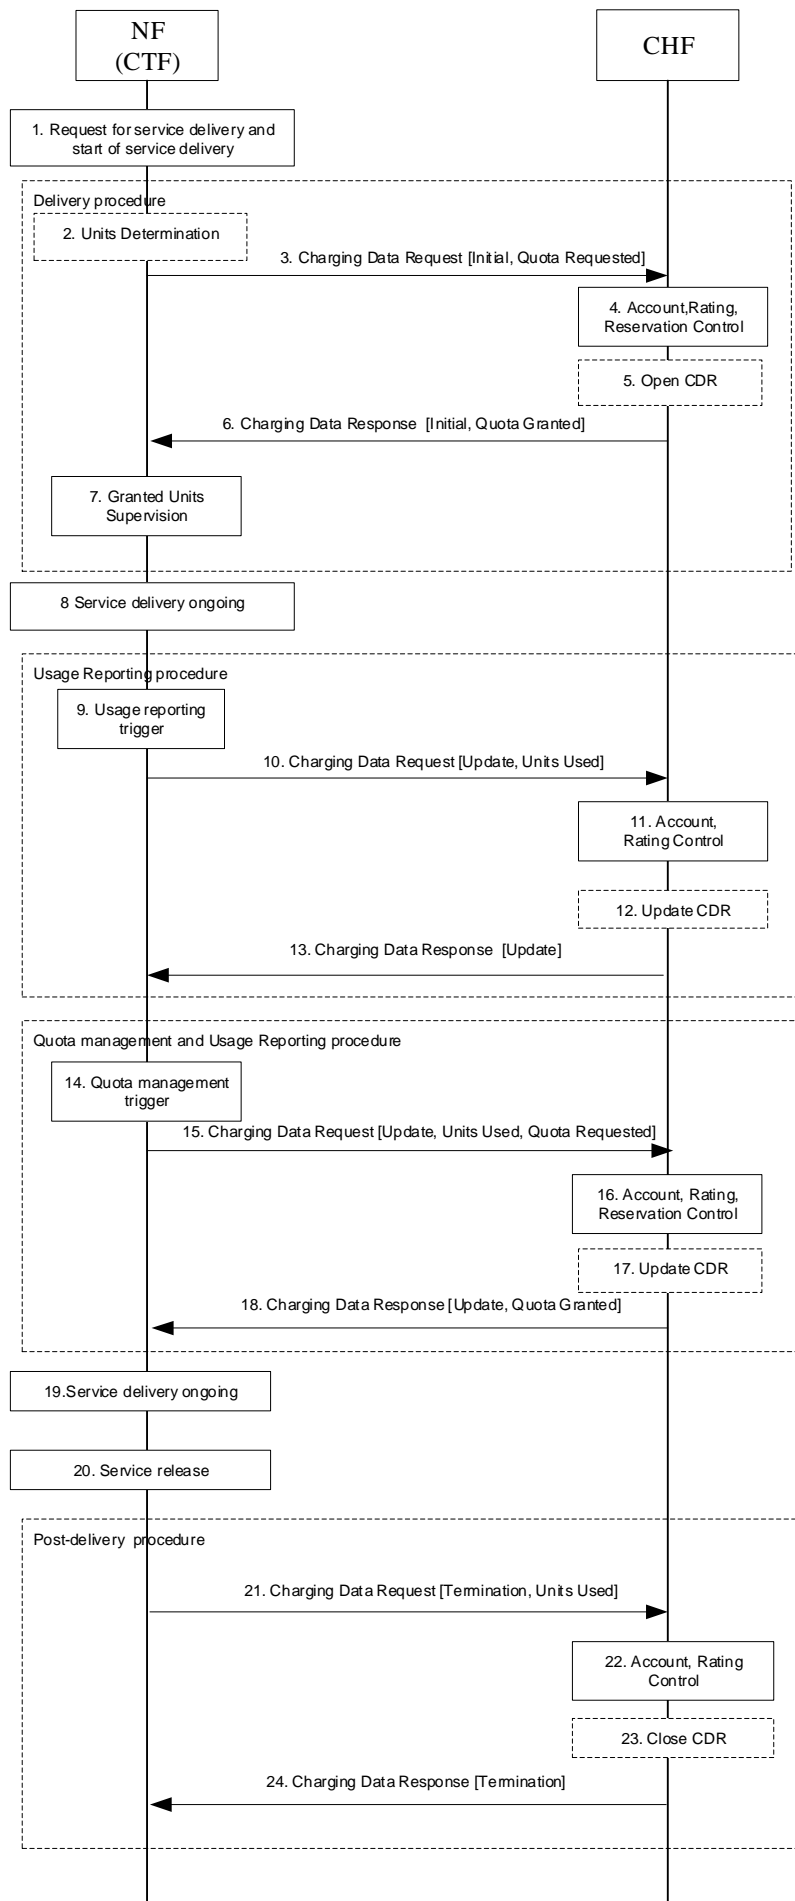 NF
(CTF)
CHF
1. Request for service delivery and
start of service delivery
Delivery procedure
2. Units Determination
3. Charging Data Request [Initial, Quota Requested]
4. Account,Rating,
Reservation Control
5. Open CDR
6. Charging Data Response [Initial, Quota Granted]
7. Granted Units
Supervision
8 Service delivery ongoing
Usage Reporting procedure
9. Usage reporting
trigger
10. Charging Data Request [Update, Units Used]
11. Account,
Rating Control
12. Update CDR
13. Charging Data Response [Update]
Quota management and Usage Reporting procedure
14. Quota management
trigger
15. Charging Data Request [Update, Units Used, Quota Requested]
16. Account, Rating,
Reservation Control
17. Update CDR
18. Charging Data Response [Update, Quota Granted]
19.Service delivery ongoing
20. Service release
Post-delivery procedure
21. Charging Data Request [Termination, Units Used]
22. Account, Rating
Control
23. Close CDR
24. Charging Data Response [Termination]